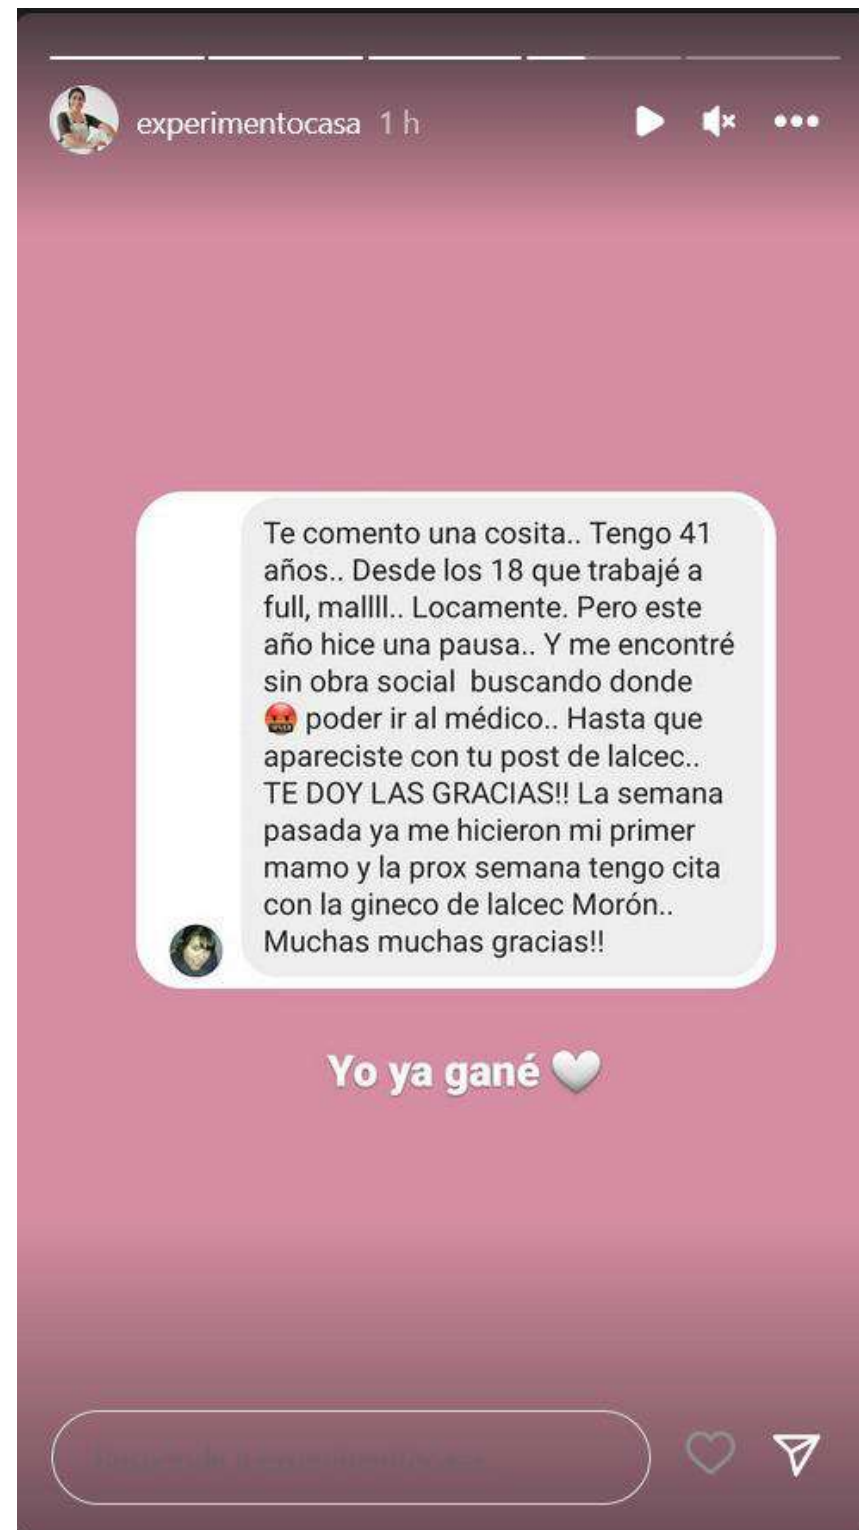 experimentocasa 1 h
Te comento una cosita.. Tengo 41
años.. Desde los 18 que trabajé a
full, mallll.. Locamente. Pero este
año hice una pausa.. Y me encontré
sin obra social buscando donde
🤬 poder ir al médico.. Hasta que
apareciste con tu post de lalcec..
TE DOY LAS GRACIAS!! La semana
pasada ya me hicieron mi primer
mamo y la prox semana tengo cita
con la gineco de lalcec Morón..
Muchas muchas gracias!!
Yo ya gané 🤍